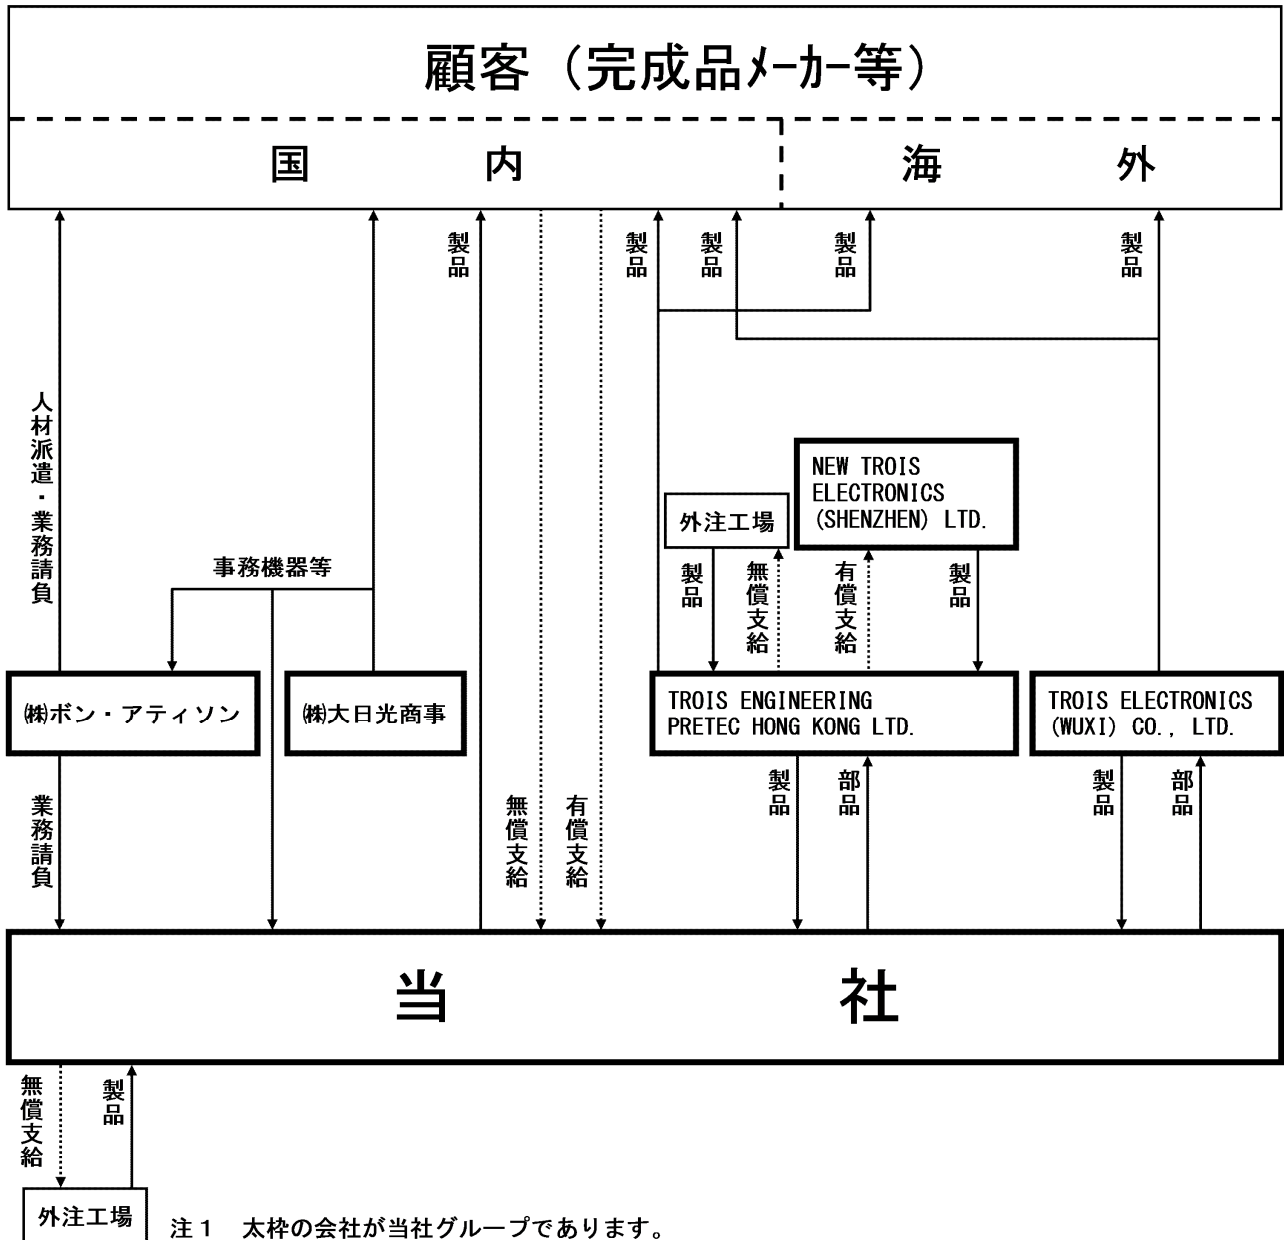 顧客（完成品ﾒｰｶｰ等）
国内
海外
製品
製品
製品
製品
製品
人材派遣・業務請負
事務機器等
NEW TROIS
ELECTRONICS
(SHENZHEN) LTD.
外注工場
製品
無償支給
有償支給
製品
㈱ボン・アティソン
㈱大日光商事
TROIS ENGINEERING
PRETEC HONG KONG LTD.
TROIS ELECTRONICS
(WUXI) CO., LTD.
業務請負
無償支給
有償支給
製品
部品
製品
部品
当社
無償支給
製品
外注工場
注１　太枠の会社が当社グループであります。